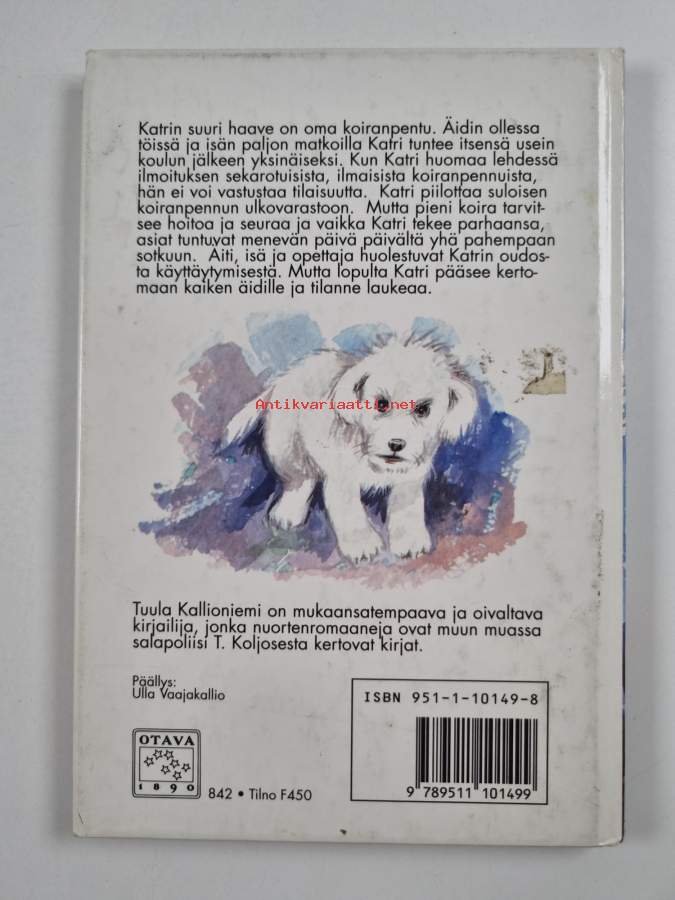 Katrin suuri haave on oma koiranpentu. Äidin ollessa
töissä ja isän paljon matkoilla Katri tuntee itsensä usein
koulun jälkeen yksinäiseksi. Kun Katri huomaa lehdessä
ilmoituksen sekarotuisista, ilmaisista koiranpennuista,
hän ei voi vastustaa tilaisuutta. Katri piilottaa suloisen
koiranpennun ulkovarastoon. Mutta pieni koira tarvit-
see hoitoa ja seuraa ja vaikka Katri tekee parhaansa,
asiat tuntuvat menevän päivä päivältä yhä pahempaan
sotkuun. Äiti, isä ja opettaja huolestuvat Katrin oudos-
ta käyttäytymisestä. Mutta lopulta Katri pääsee kerto-
maan kaiken äidille ja tilanne laukeaa.
Antikvariaatti.net
Tuula Kallioniemi on mukaansatempaava ja oivaltava
kirjailija, jonka nuortenromaaneja ovat muun muassa
salapoliisi T. Koljosesta kertovat kirjat.
Päällys:
Ulla Vaajakallio
OTAVA
1890
842 • Tilno F450
ISBN 951-1-10149-8
9 789511 101499